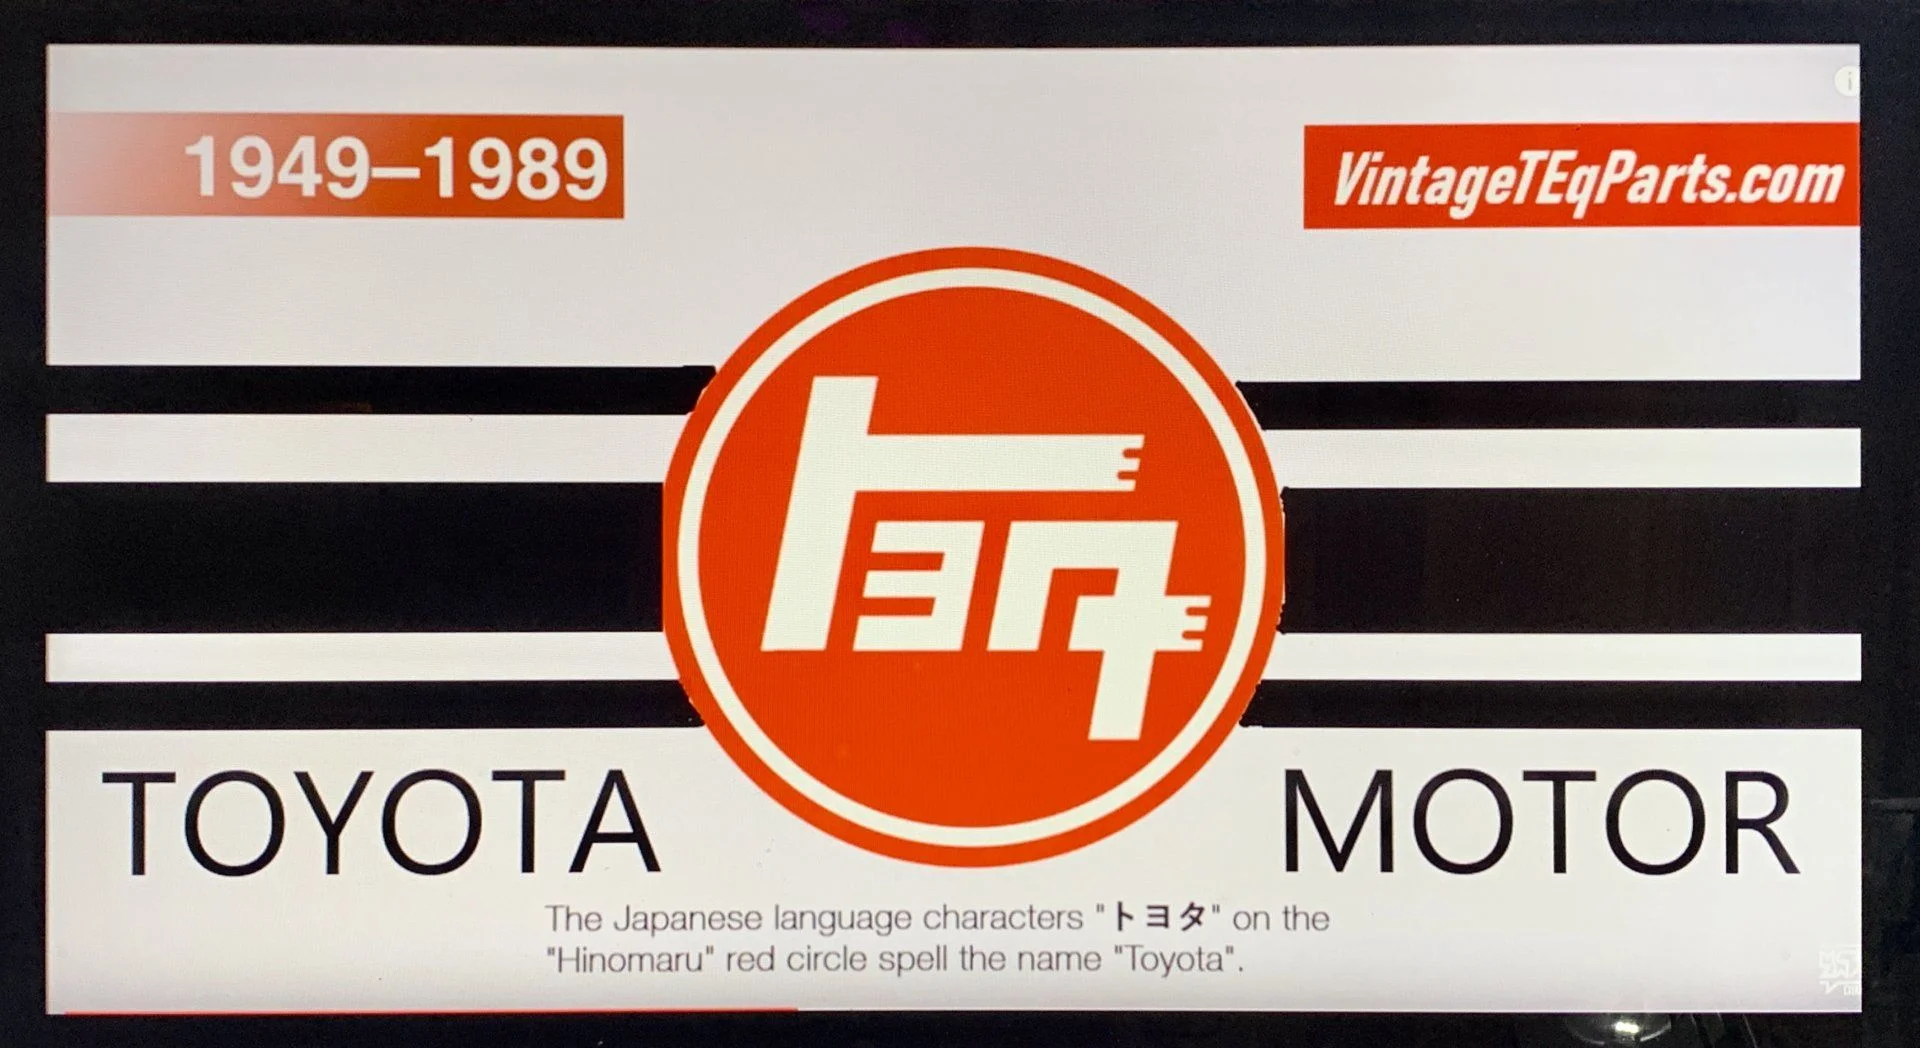 1949–1989
VintageTEqParts.com
トヨタ
TOYOTA MOTOR
The Japanese language characters "トヨタ" on the
"Hinomaru" red circle spell the name "Toyota".